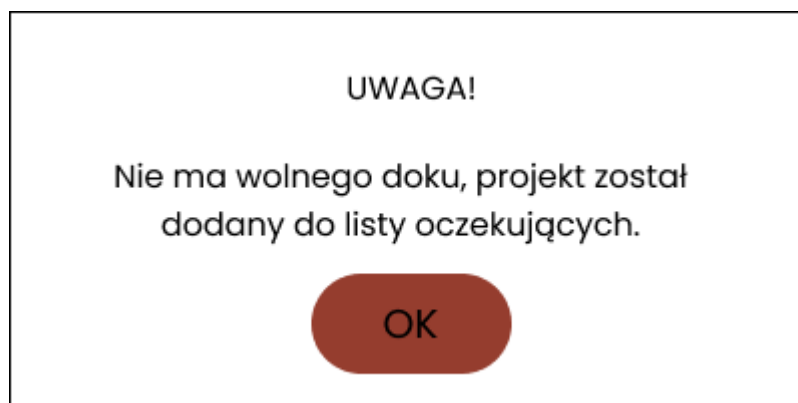 UWAGA!
Nie ma wolnego doku, projekt został
dodany do listy oczekujących.
OK